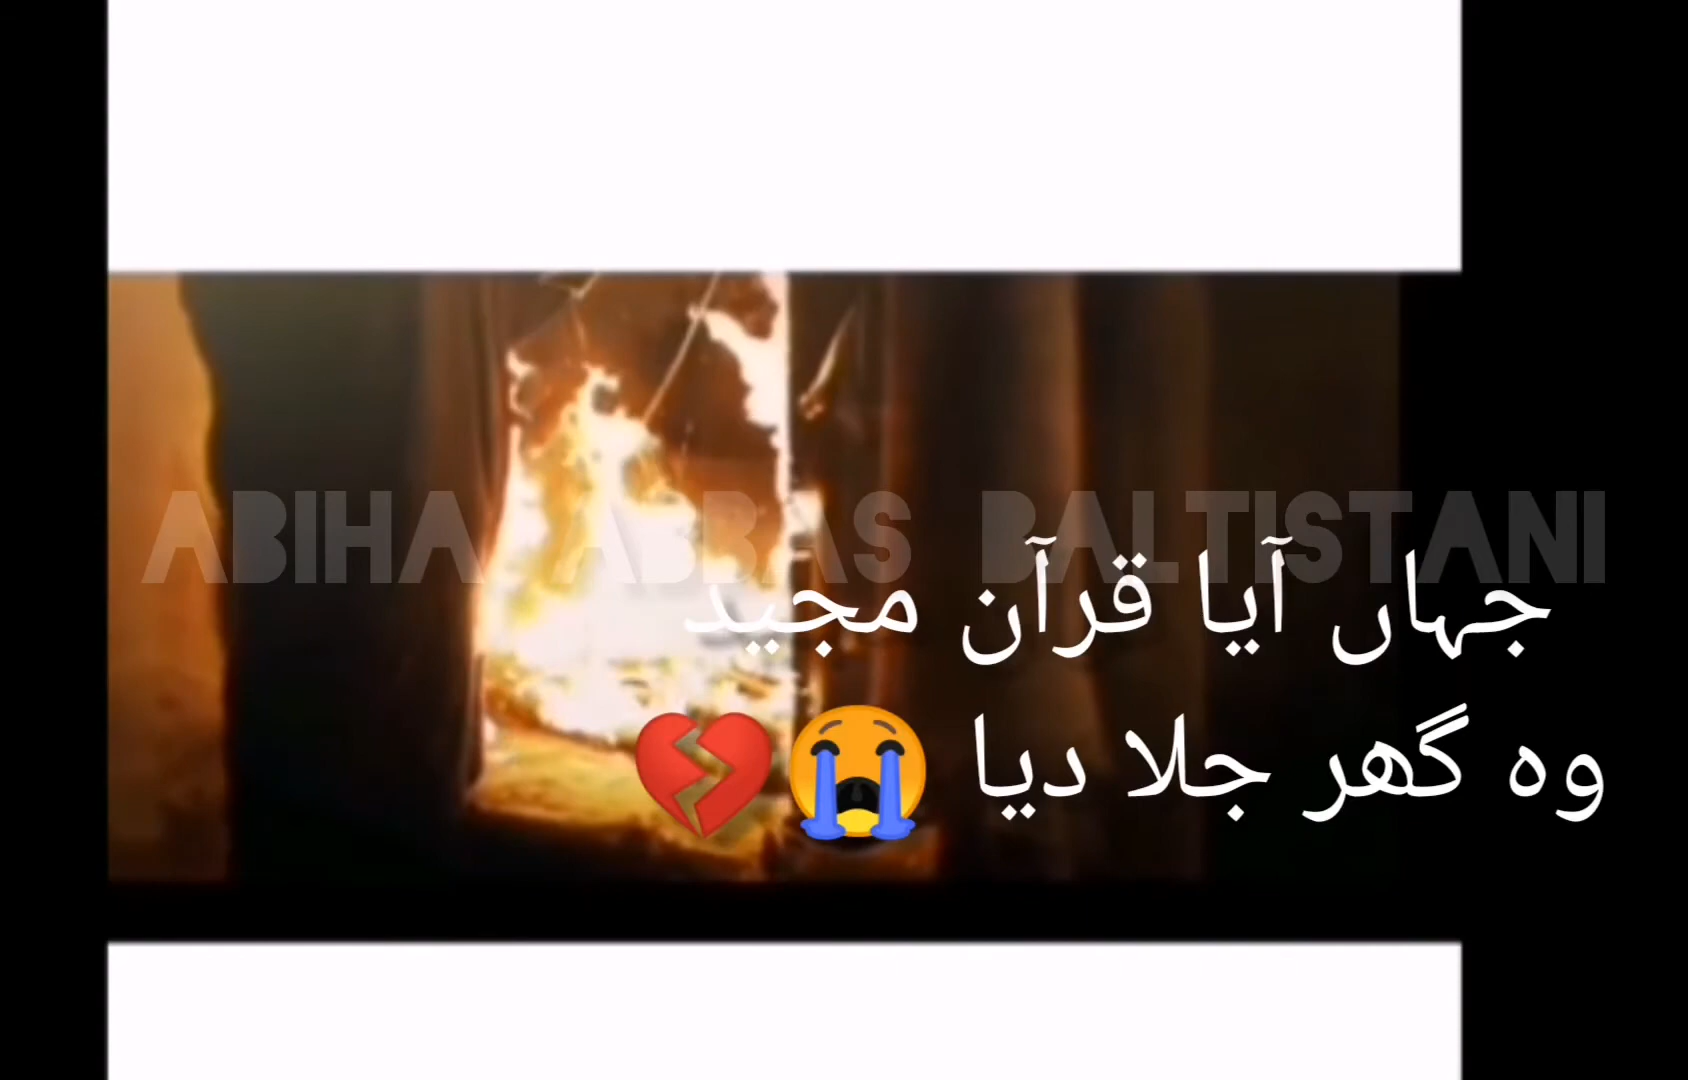 ABIHA ABBAS BALTISTANI
جہاں آیا قرآن مجید
وہ گھر جلا دیا 😭💔